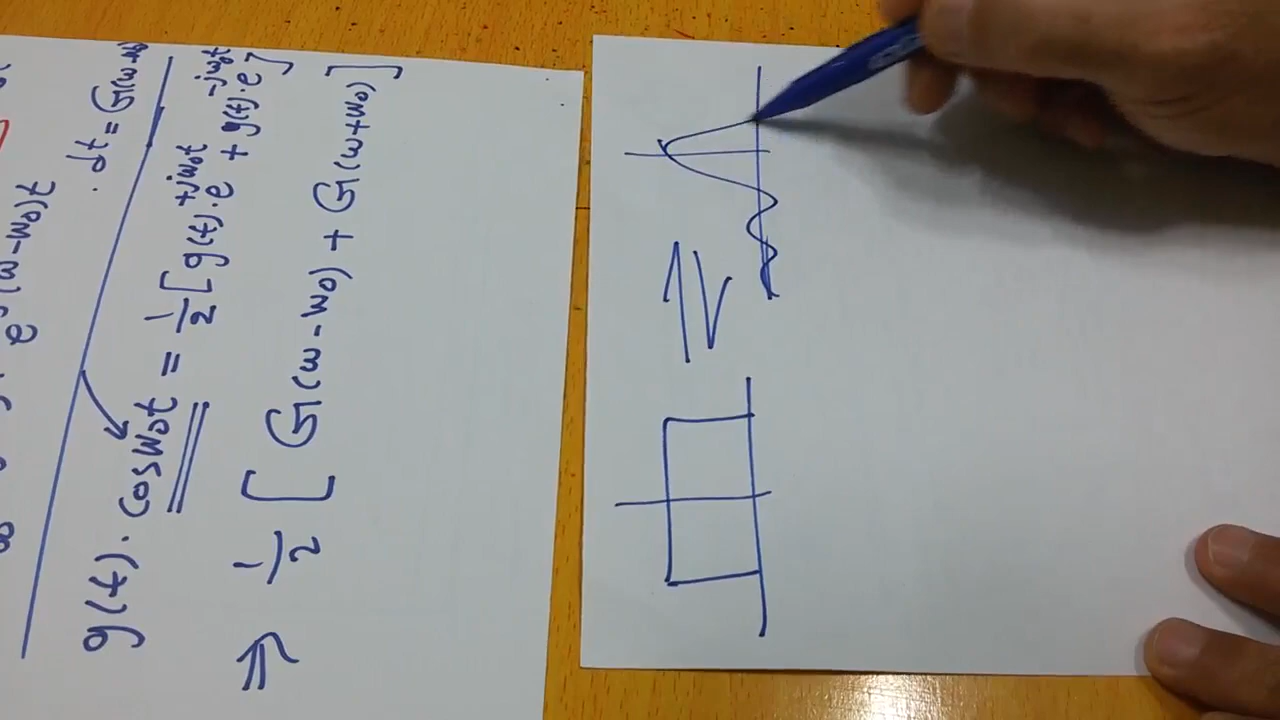 · dt = G(ω+ω0)
e^j(ω-ω0)t
g(t) · cosω0t = 1/2 [g(t)·e^+jω0t + g(t)·e^-jω0t]
⇒ 1/2 [G(ω-ω0) + G(ω+ω0)]